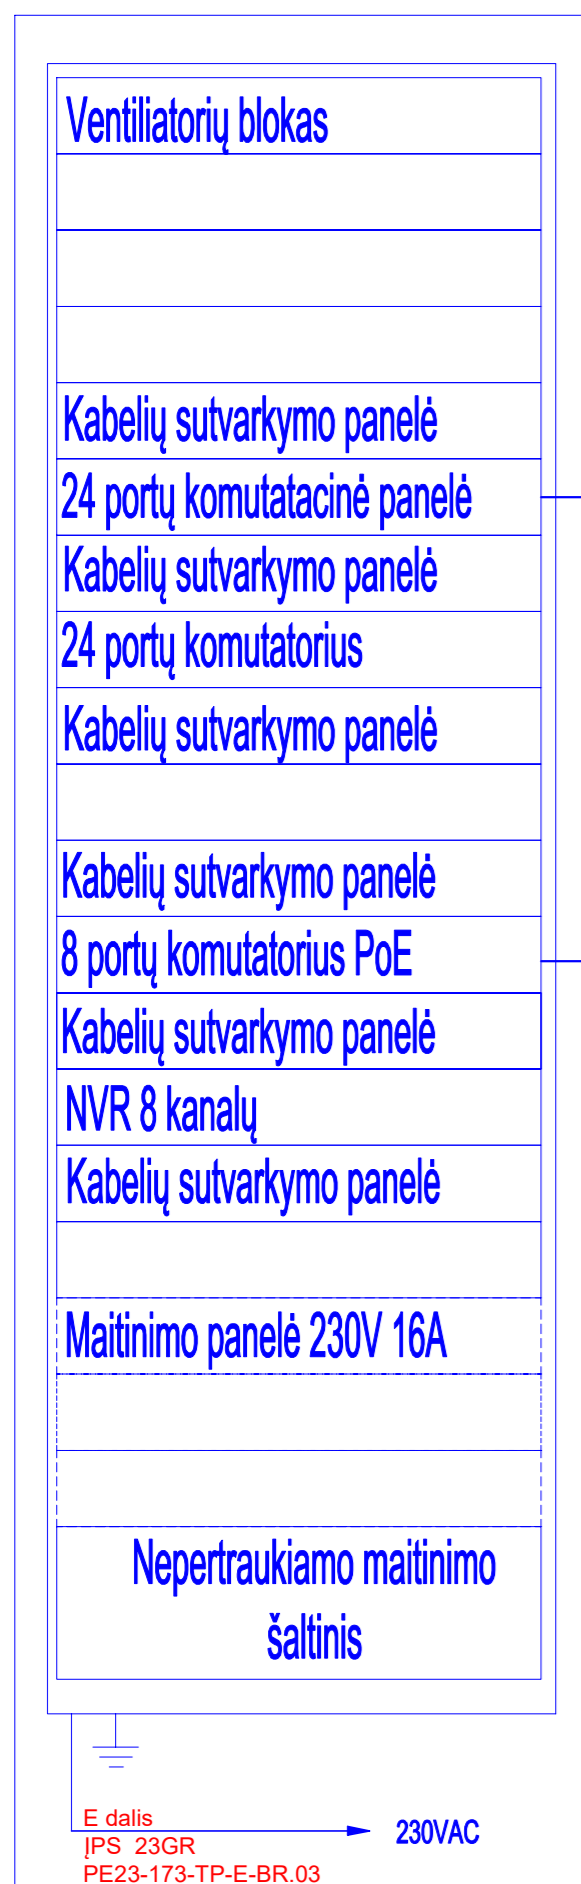 Ventiliatorių blokas
Kabelių sutvarkymo panelė
24 portų komutatacinė panelė
Kabelių sutvarkymo panelė
24 portų komutatorius
Kabelių sutvarkymo panelė
Kabelių sutvarkymo panelė
8 portų komutatorius PoE
Kabelių sutvarkymo panelė
NVR 8 kanalų
Kabelių sutvarkymo panelė
Maitinimo panelė 230V 16A
Nepertraukiamo maitinimo
šaltinis
E dalis
ĮPS 23GR
PE23-173-TP-E-BR.03
230VAC